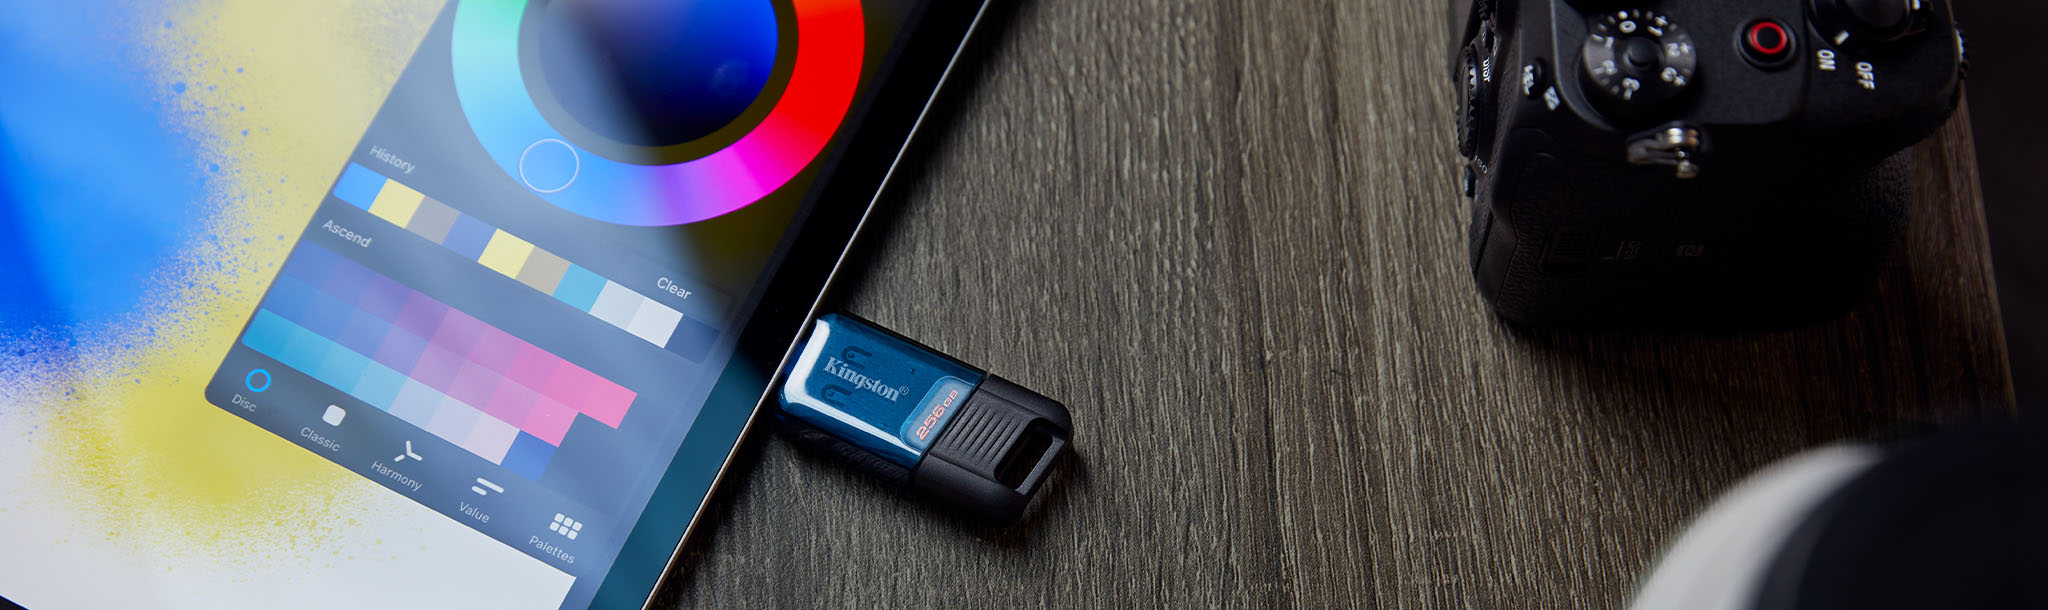 History
Ascend
Clear
Disc
Classic
Harmony
Value
Palettes
Kingston®
256GB
ON
OFF